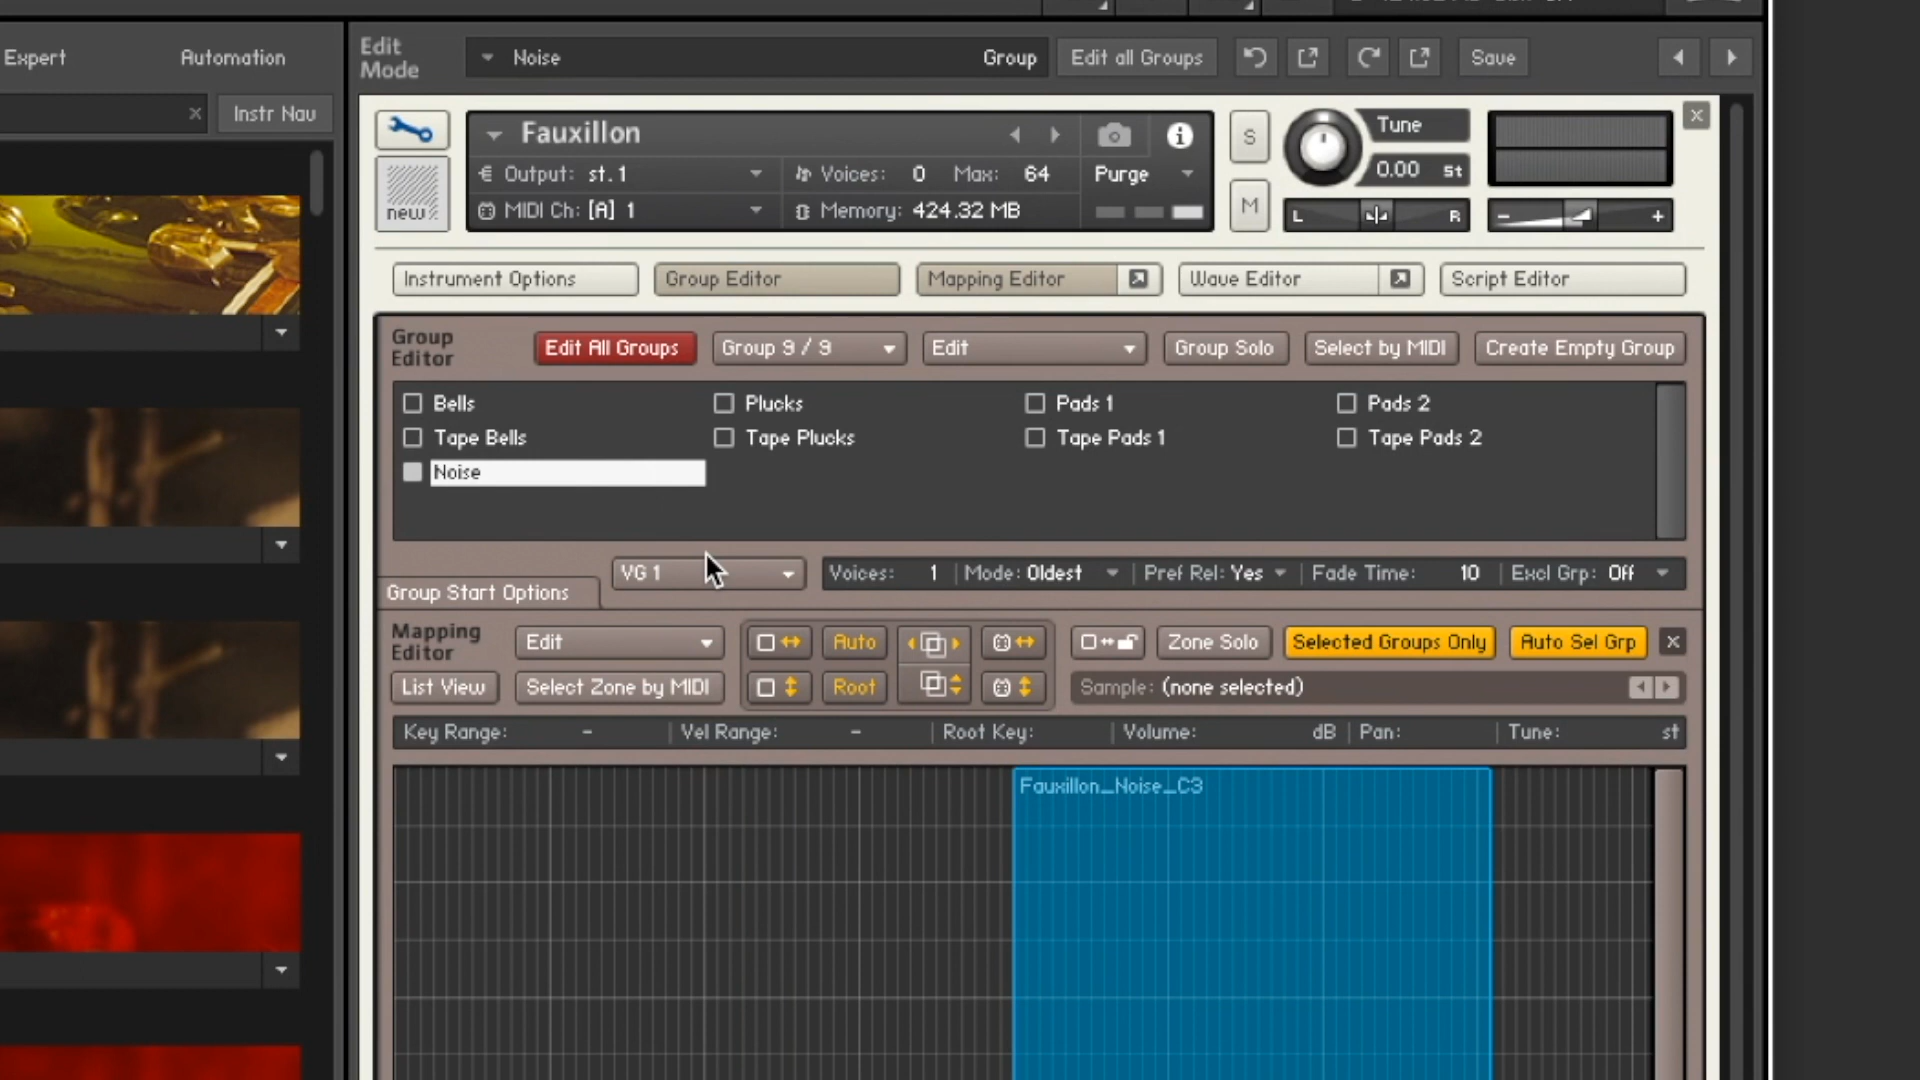 Expert
Automation
Edit Mode
Noise
Group
Edit all Groups
Save
Instr Nav
new
Fauxillon
Output: st.1
Voices: 0 Max: 64
Purge
MIDI Ch: [A] 1
Memory: 424.32 MB
S
M
Tune
0.00 st
L
R
-
+
Instrument Options
Group Editor
Mapping Editor
Wave Editor
Script Editor
Group Editor
Edit All Groups
Group 9 / 9
Edit
Group Solo
Select by MIDI
Create Empty Group
Bells
Plucks
Pads 1
Pads 2
Tape Bells
Tape Plucks
Tape Pads 1
Tape Pads 2
Noise
VG 1
Voices: 1
Mode: Oldest
Pref Rel: Yes
Fade Time: 10
Excl Grp: Off
Group Start Options
Mapping Editor
Edit
Auto
Zone Solo
Selected Groups Only
Auto Sel Grp
List View
Select Zone by MIDI
Root
Sample: (none selected)
Key Range: -
Vel Range: -
Root Key:
Volume: dB
Pan:
Tune: st
Fauxillon_Noise_C3